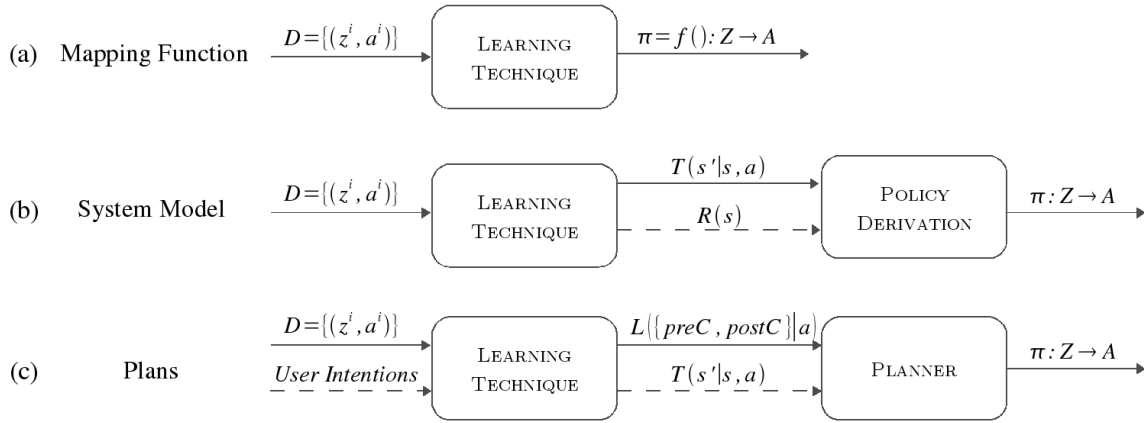 (a) Mapping Function
D={(z^i, a^i)}
LEARNING
TECHNIQUE
π=f(): Z→A
(b) System Model
D={(z^i, a^i)}
LEARNING
TECHNIQUE
T(s'|s,a)
R(s)
POLICY
DERIVATION
π: Z→A
(c) Plans
D={(z^i, a^i)}
User Intentions
LEARNING
TECHNIQUE
L({preC, postC}|a)
T(s'|s,a)
PLANNER
π: Z→A